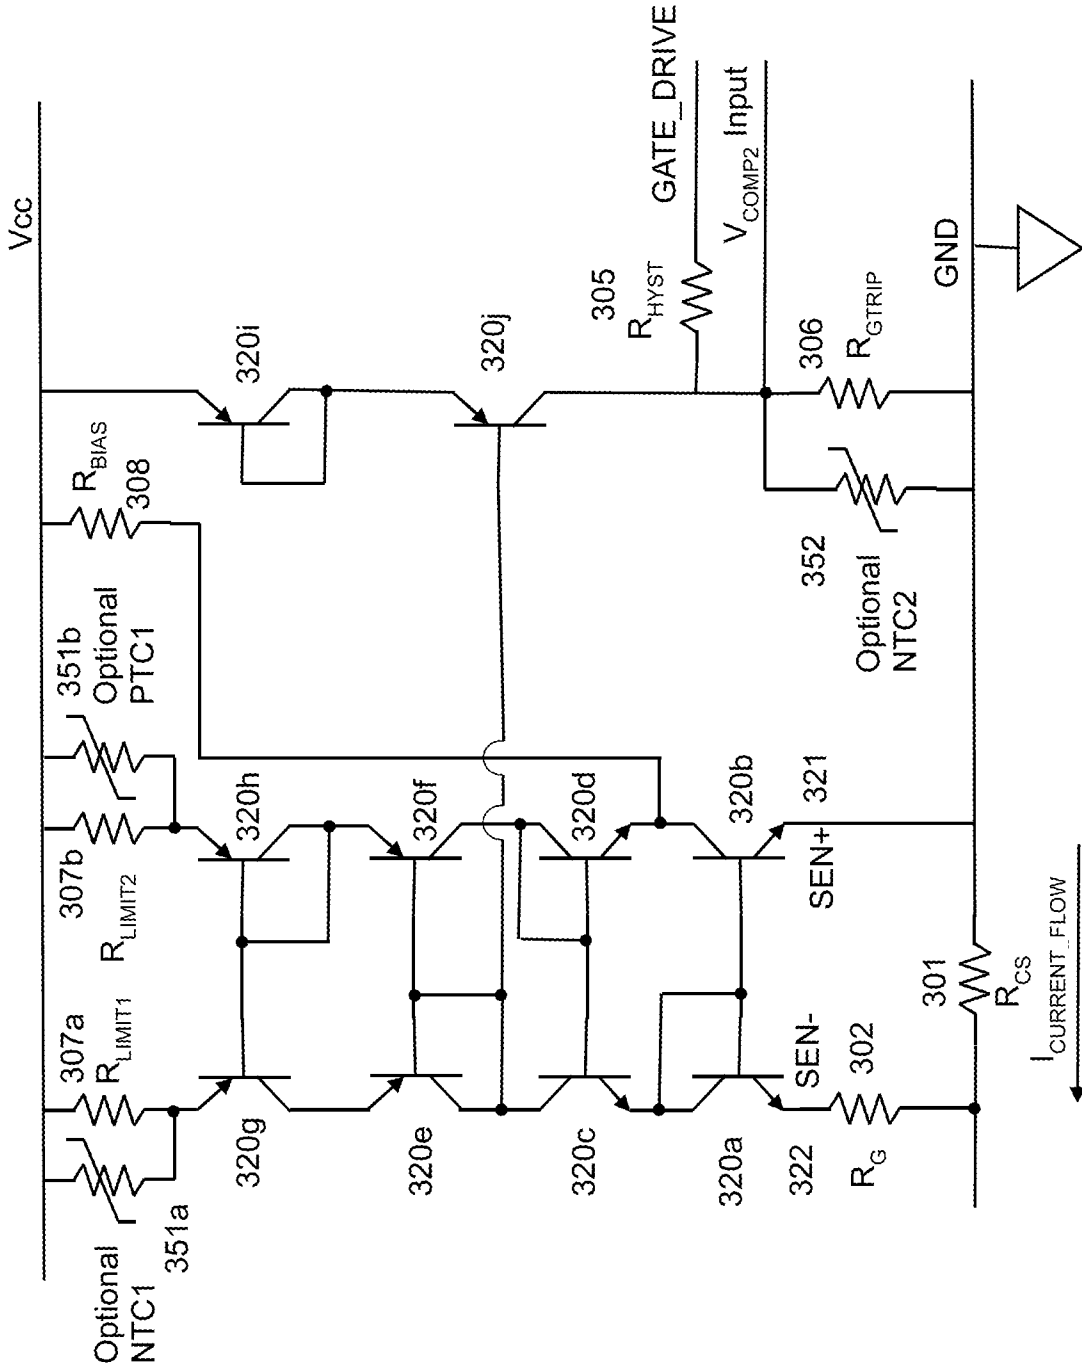 Vcc
Optional
NTC1
351a
307a
R_LIMIT1
307b
R_LIMIT2
351b
Optional
PTC1
R_BIAS
308
320g
320h
320i
320e
320f
320j
320c
320d
320a
320b
322
SEN-
SEN+
321
302
R_G
301
R_CS
I_CURRENT_FLOW
352
Optional
NTC2
305
R_HYST
306
R_GTRIP
GATE_DRIVE
V_COMP2 Input
GND